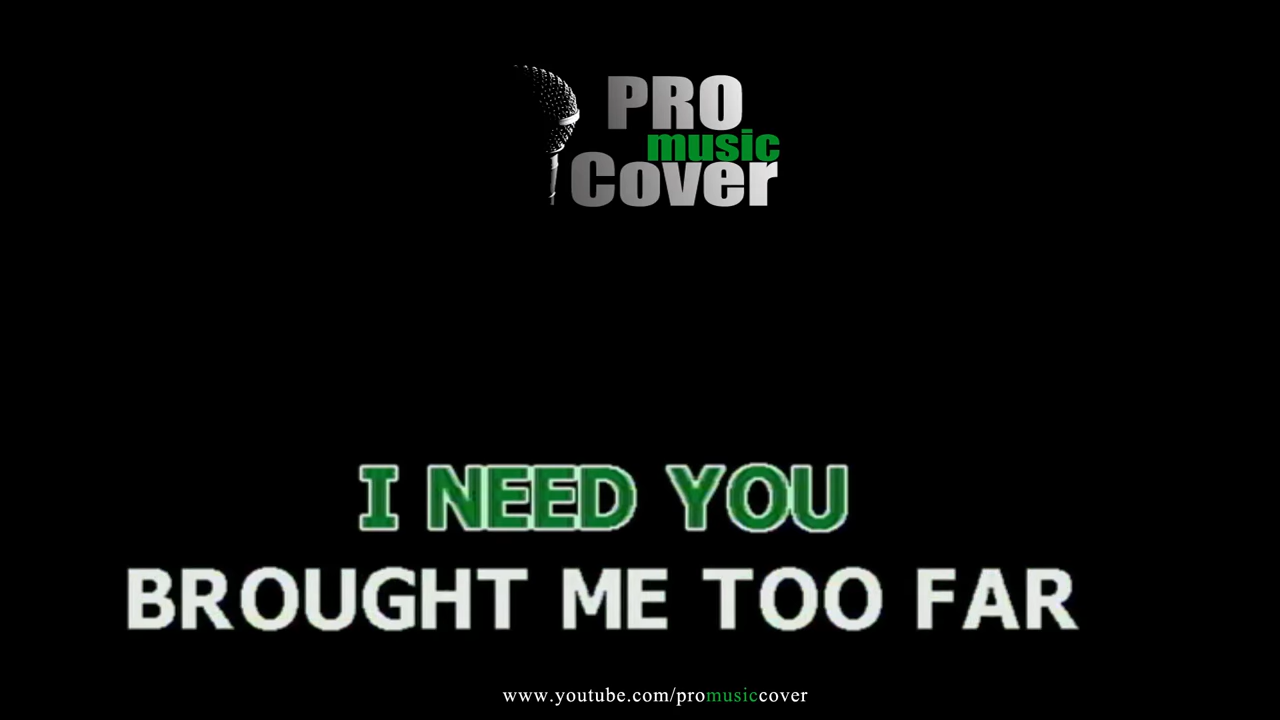 PRO
music
Cover
I NEED YOU
BROUGHT ME TOO FAR
www.youtube.com/promusiccover